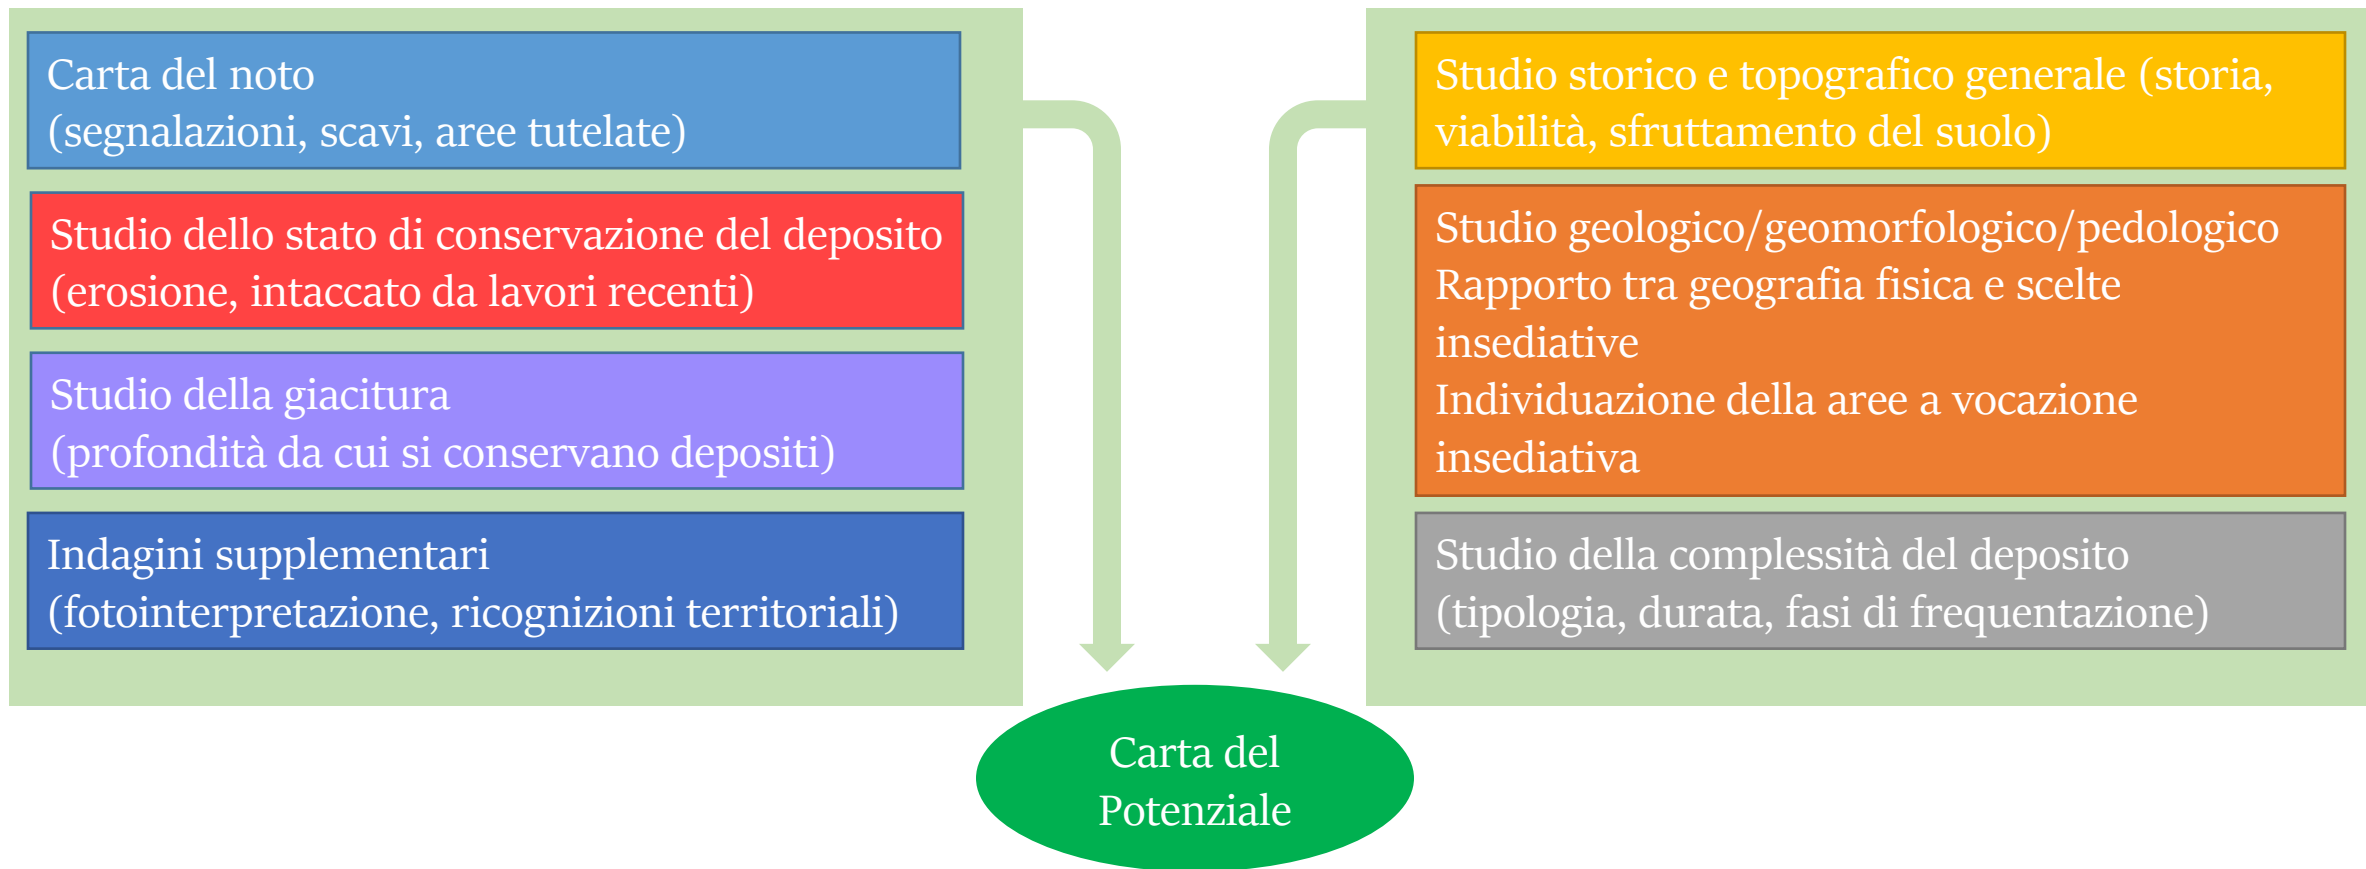 Carta del noto
(segnalazioni, scavi, aree tutelate)
Studio dello stato di conservazione del deposito
(erosione, intaccato da lavori recenti)
Studio della giacitura
(profondità da cui si conservano depositi)
Indagini supplementari
(fotointerpretazione, ricognizioni territoriali)
Studio storico e topografico generale (storia,
viabilità, sfruttamento del suolo)
Studio geologico/geomorfologico/pedologico
Rapporto tra geografia fisica e scelte
insediative
Individuazione della aree a vocazione
insediativa
Studio della complessità del deposito
(tipologia, durata, fasi di frequentazione)
Carta del
Potenziale